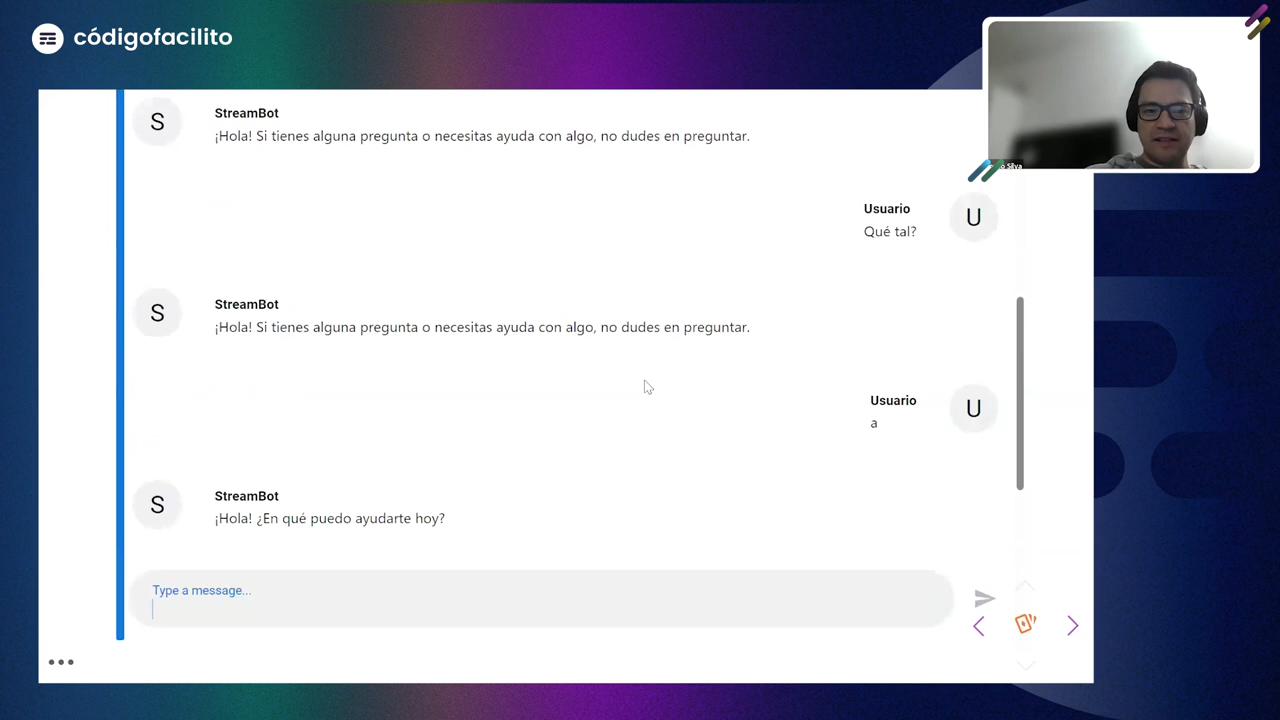 códigofacilito
StreamBot
¡Hola! Si tienes alguna pregunta o necesitas ayuda con algo, no dudes en preguntar.
Silva
Usuario
U
Qué tal?
S
StreamBot
¡Hola! Si tienes alguna pregunta o necesitas ayuda con algo, no dudes en preguntar.
S
Usuario
U
a
StreamBot
S
¡Hola! ¿En qué puedo ayudarte hoy?
Type a message...